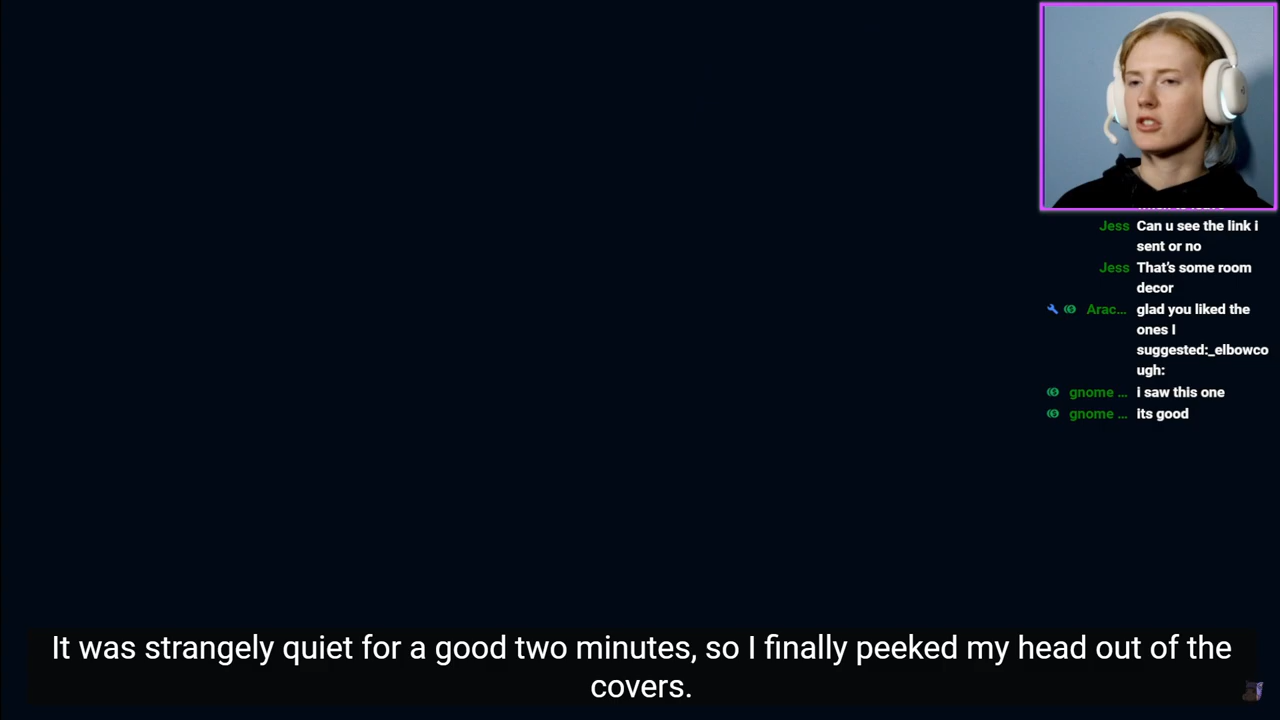 Jess Can u see the link i
sent or no
Jess That's some room
decor
Arac... glad you liked the
ones I
suggested:_elbowco
ugh:
gnome ... i saw this one
gnome ... its good
It was strangely quiet for a good two minutes, so I finally peeked my head out of the
covers.